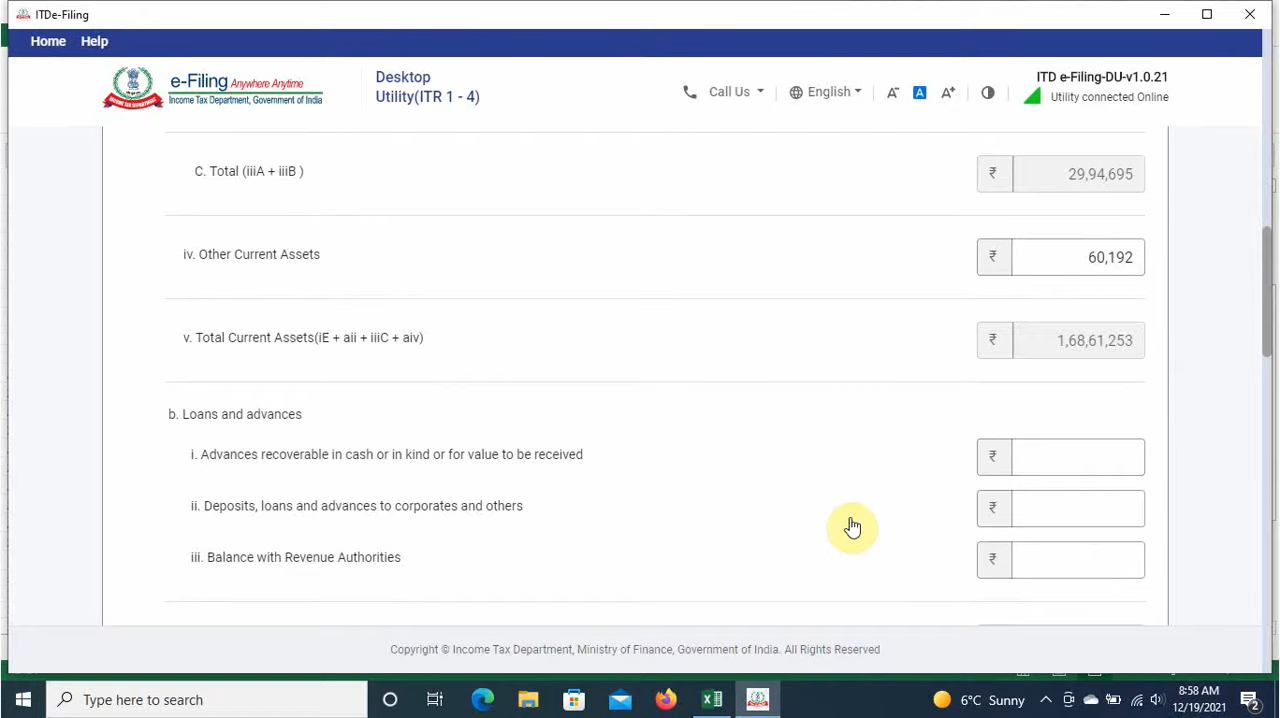 ITDe-Filing
Home Help
e-Filing Anywhere Anytime
Income Tax Department, Government of India
Desktop
Utility(ITR 1 - 4)
Call Us
English
A-
A
A+
ITD e-Filing-DU-v1.0.21
Utility connected Online
C. Total (iiiA + iiiB )
₹ 29,94,695
iv. Other Current Assets
₹ 60,192
v. Total Current Assets(iE + aii + iiiC + aiv)
₹ 1,68,61,253
b. Loans and advances
i. Advances recoverable in cash or in kind or for value to be received
₹
ii. Deposits, loans and advances to corporates and others
₹
iii. Balance with Revenue Authorities
₹
Copyright © Income Tax Department, Ministry of Finance, Government of India. All Rights Reserved
Type here to search
6°C Sunny
8:58 AM
12/19/2021
2